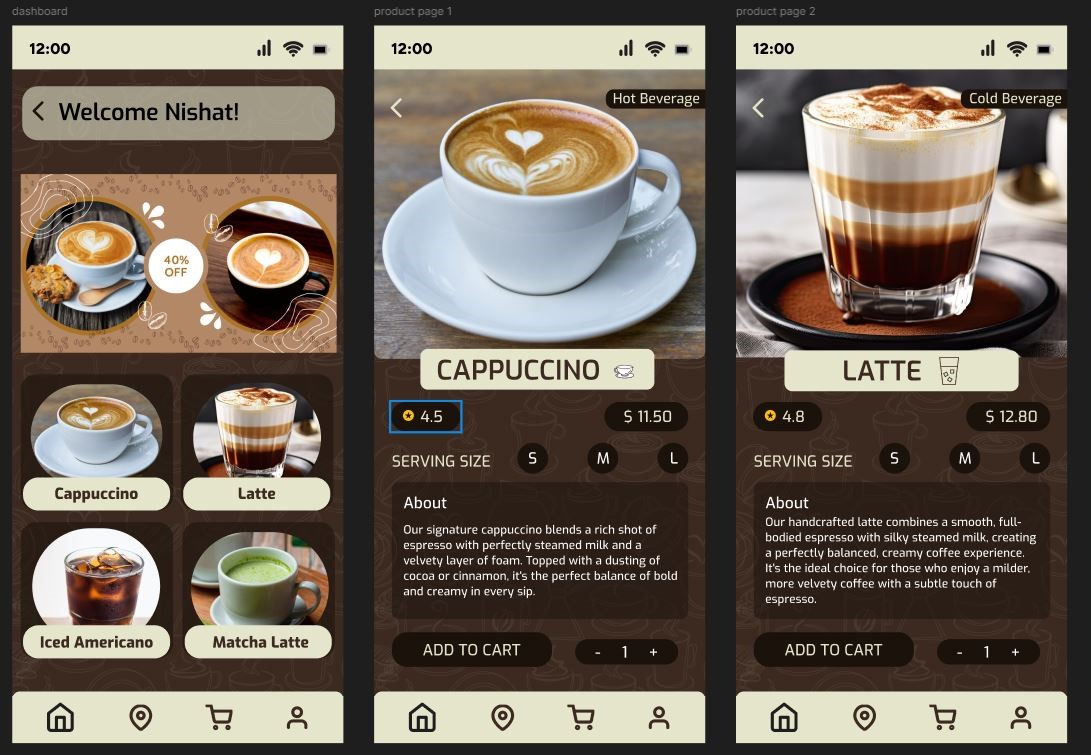 dashboard
12:00
Welcome Nishat!
40%
OFF
Cappuccino
Latte
Iced Americano
Matcha Latte
product page 1
12:00
Hot Beverage
CAPPUCCINO
4.5
$ 11.50
SERVING SIZE
S
M
L
About
Our signature cappuccino blends a rich shot of
espresso with perfectly steamed milk and a
velvety layer of foam. Topped with a dusting of
cocoa or cinnamon, it's the perfect balance of bold
and creamy in every sip.
ADD TO CART
- 1 +
product page 2
12:00
Cold Beverage
LATTE
4.8
$ 12.80
SERVING SIZE
S
M
L
About
Our handcrafted latte combines a smooth, full-
bodied espresso with silky steamed milk, creating
a perfectly balanced, creamy coffee experience.
It's the ideal choice for those who enjoy a milder,
more velvety coffee with a subtle touch of
espresso.
ADD TO CART
- 1 +